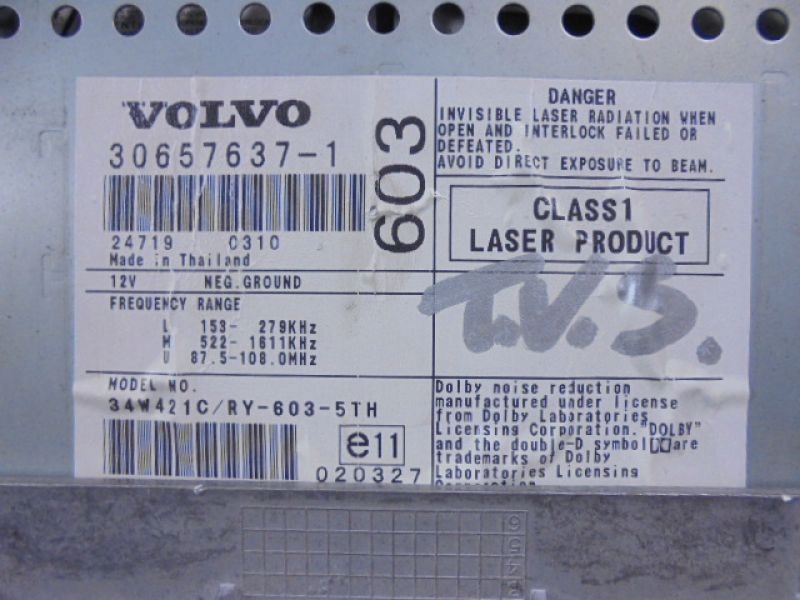 VOLVO
30657637-1
24719 0310
Made in Thailand
603
12V NEG.GROUND
FREQUENCY RANGE
L 153- 279KHz
M 522- 1611KHz
U 87.5-108.0MHz
MODEL NO.
34W421C/RY-603-5TH
e11
020327
DANGER
INVISIBLE LASER RADIATION WHEN
OPEN AND INTERLOCK FAILED OR
DEFEATED.
AVOID DIRECT EXPOSURE TO BEAM.
CLASS1
LASER PRODUCT
T.V.S.
Dolby noise reduction
manufactured under license
from Dolby Laboratories
Licensing Corporation."DOLBY"
and the double-D symbol are
trademarks of Dolby
Laboratories Licensing
Corporation